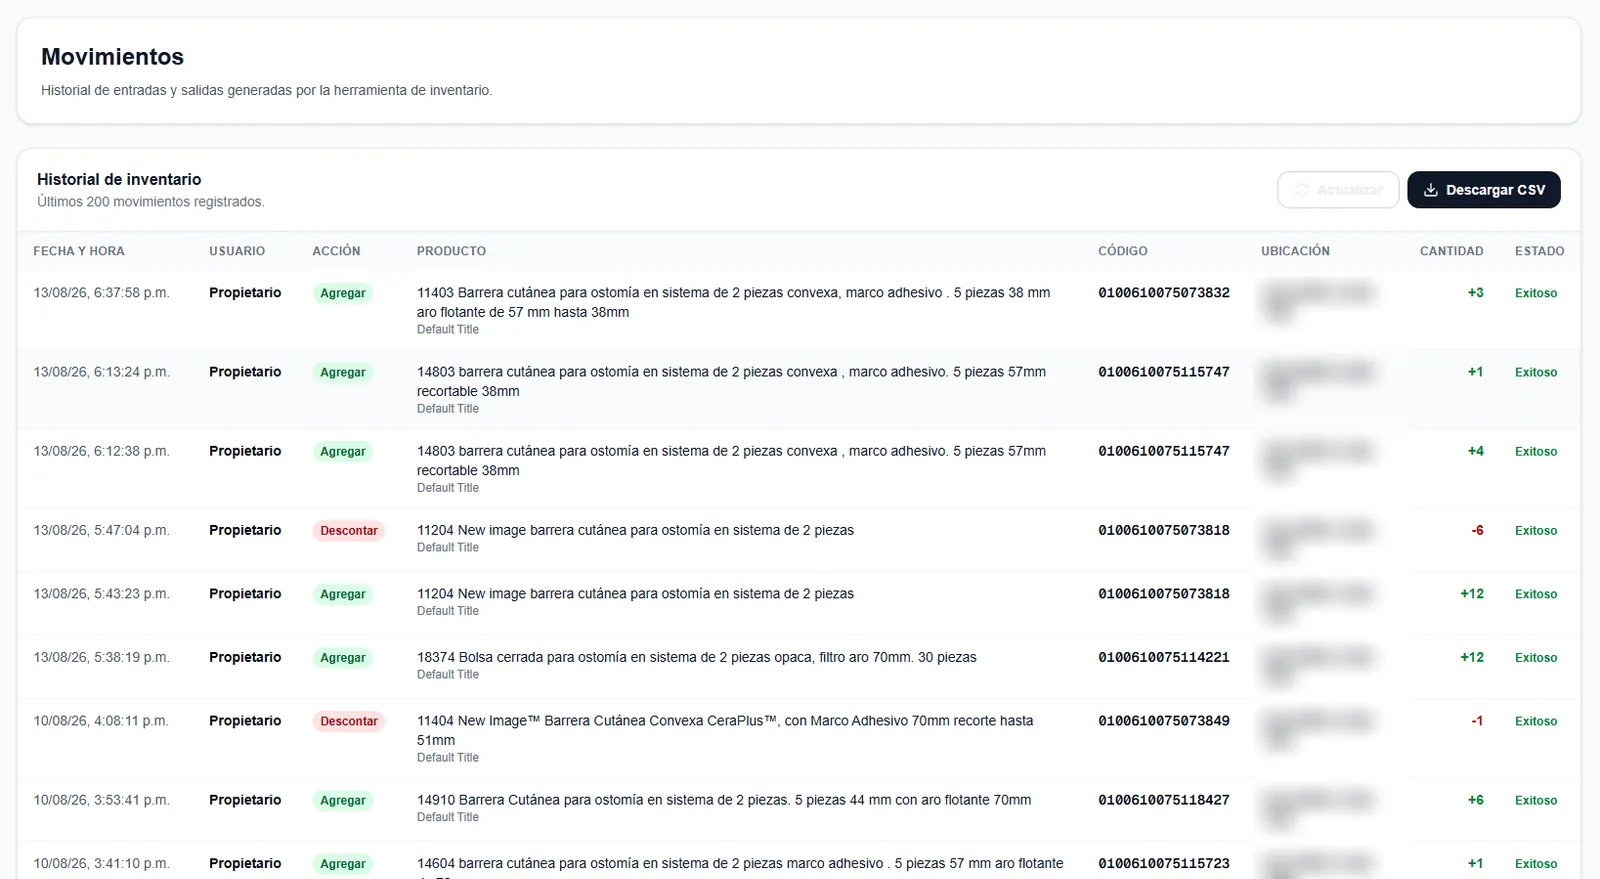 Movimientos
Historial de entradas y salidas generadas por la herramienta de inventario.
Historial de inventario
Últimos 200 movimientos registrados.
Actualizar
Descargar CSV
FECHA Y HORA USUARIO ACCIÓN PRODUCTO CÓDIGO UBICACIÓN CANTIDAD ESTADO
13/08/26, 6:37:58 p.m. Propietario Agregar 11403 Barrera cutánea para ostomía en sistema de 2 piezas convexa, marco adhesivo . 5 piezas 38 mm 0100610075073832 +3 Exitoso
aro flotante de 57 mm hasta 38mm
Default Title
13/08/26, 6:13:24 p.m. Propietario Agregar 14803 barrera cutánea para ostomía en sistema de 2 piezas convexa , marco adhesivo. 5 piezas 57mm 0100610075115747 +1 Exitoso
recortable 38mm
Default Title
13/08/26, 6:12:38 p.m. Propietario Agregar 14803 barrera cutánea para ostomía en sistema de 2 piezas convexa , marco adhesivo. 5 piezas 57mm 0100610075115747 +4 Exitoso
recortable 38mm
Default Title
13/08/26, 5:47:04 p.m. Propietario Descontar 11204 New image barrera cutánea para ostomía en sistema de 2 piezas 0100610075073818 -6 Exitoso
Default Title
13/08/26, 5:43:23 p.m. Propietario Agregar 11204 New image barrera cutánea para ostomía en sistema de 2 piezas 0100610075073818 +12 Exitoso
Default Title
13/08/26, 5:38:19 p.m. Propietario Agregar 18374 Bolsa cerrada para ostomía en sistema de 2 piezas opaca, filtro aro 70mm. 30 piezas 0100610075114221 +12 Exitoso
Default Title
10/08/26, 4:08:11 p.m. Propietario Descontar 11404 New Image™ Barrera Cutánea Convexa CeraPlus™, con Marco Adhesivo 70mm recorte hasta 0100610075073849 -1 Exitoso
51mm
Default Title
10/08/26, 3:53:41 p.m. Propietario Agregar 14910 Barrera Cutánea para ostomía en sistema de 2 piezas. 5 piezas 44 mm con aro flotante 70mm 0100610075118427 +6 Exitoso
Default Title
10/08/26, 3:41:10 p.m. Propietario Agregar 14604 barrera cutánea para ostomía en sistema de 2 piezas marco adhesivo . 5 piezas 57 mm aro flotante 0100610075115723 +1 Exitoso